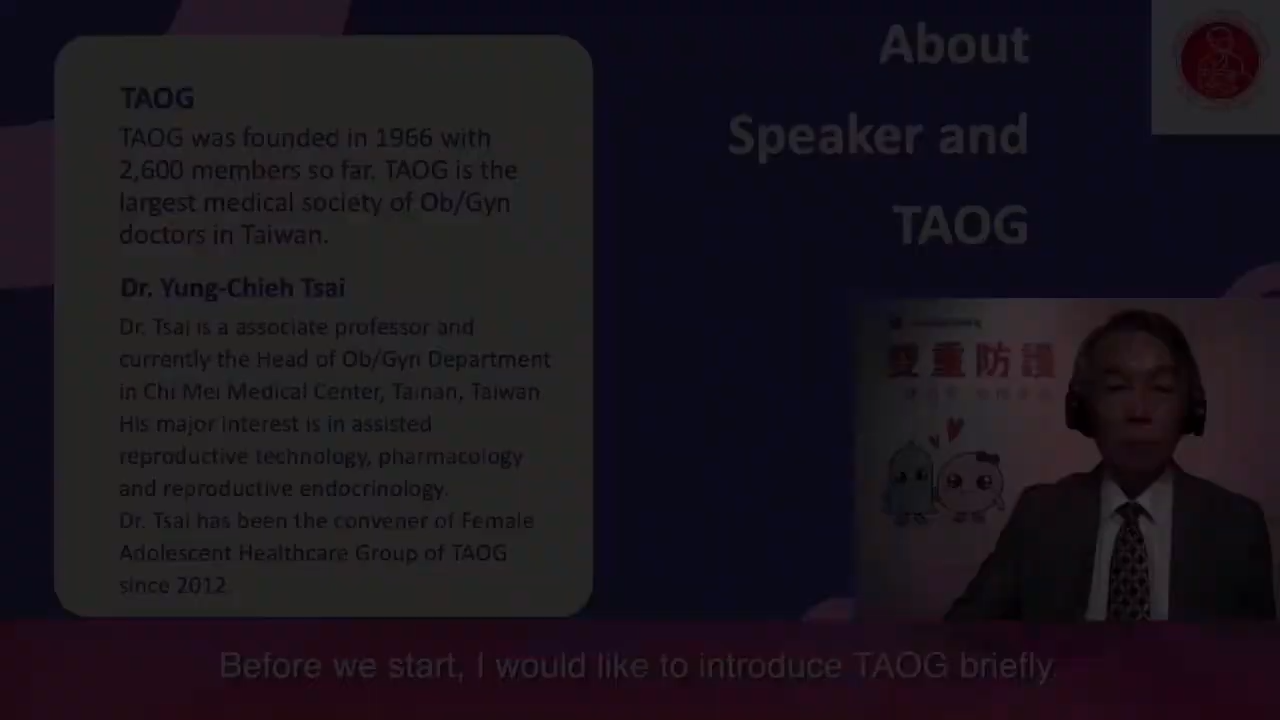 About
Speaker and
TAOG
TAOG
TAOG was founded in 1966 with
2,600 members so far. TAOG is the
largest medical society of Ob/Gyn
doctors in Taiwan.
Dr. Yung-Chieh Tsai
Dr. Tsai is a associate professor and
currently the Head of Ob/Gyn Department
in Chi Mei Medical Center, Tainan, Taiwan
His major interest is in assisted
reproductive technology, pharmacology
and reproductive endocrinology.
Dr. Tsai has been the convener of Female
Adolescent Healthcare Group of TAOG
since 2012.
雙重防護
Before we start, I would like to introduce TAOG briefly.